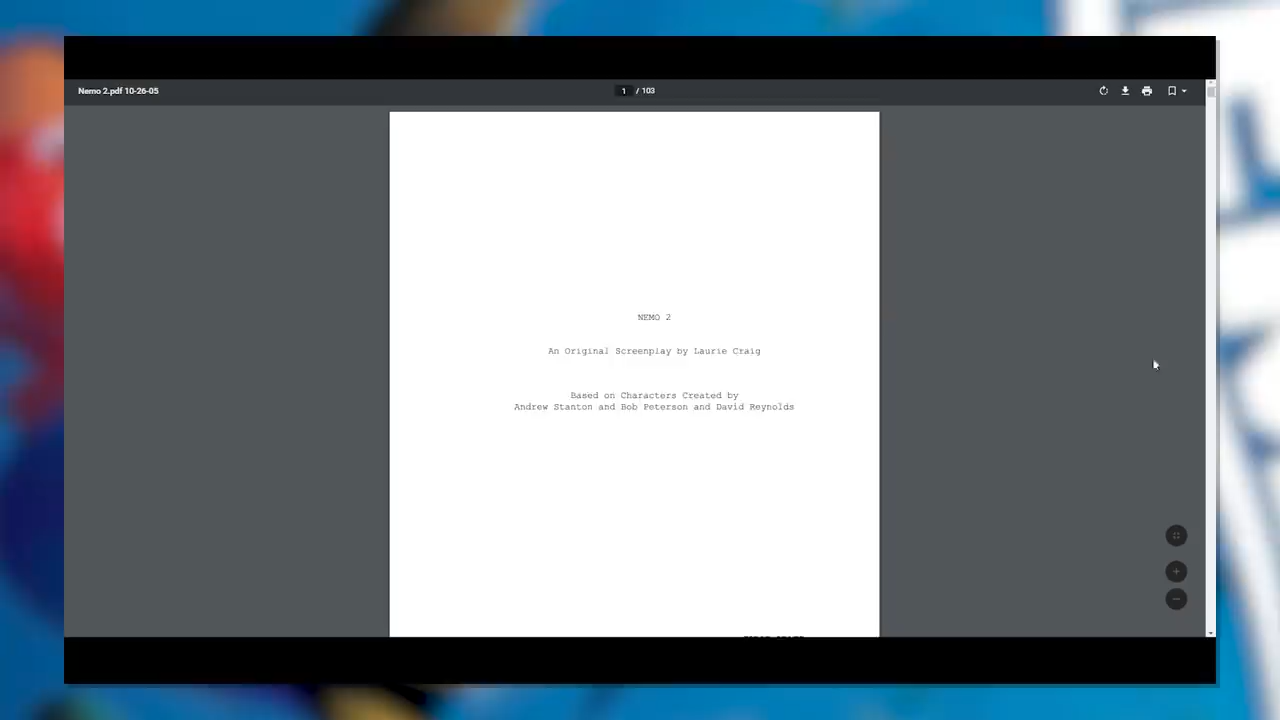 Nemo 2.pdf 10-26-05
1 / 103
NEMO 2
An Original Screenplay by Laurie Craig
Based on Characters Created by
Andrew Stanton and Bob Peterson and David Reynolds